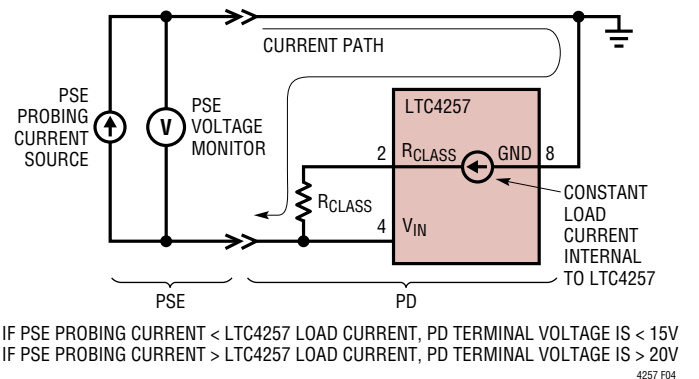 CURRENT PATH
PSE
PROBING
CURRENT
SOURCE
V
PSE
VOLTAGE
MONITOR
LTC4257
2
RCLASS
GND
8
RCLASS
4
VIN
CONSTANT
LOAD
CURRENT
INTERNAL
TO LTC4257
PSE
PD
IF PSE PROBING CURRENT < LTC4257 LOAD CURRENT, PD TERMINAL VOLTAGE IS < 15V
IF PSE PROBING CURRENT > LTC4257 LOAD CURRENT, PD TERMINAL VOLTAGE IS > 20V
4257 F04